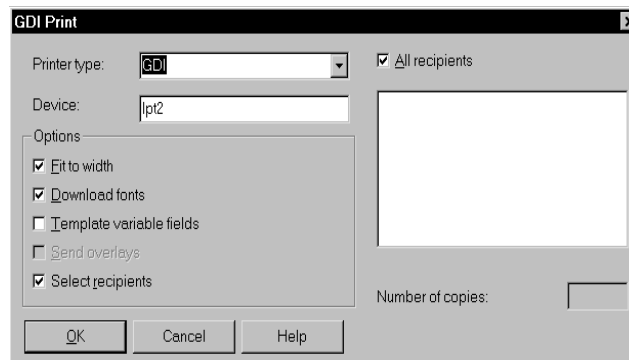 GDI Print
Printer type:
GDI
All recipients
Device:
lpt2
Options
Fit to width
Download fonts
Template variable fields
Send overlays
Select recipients
Number of copies:
OK
Cancel
Help